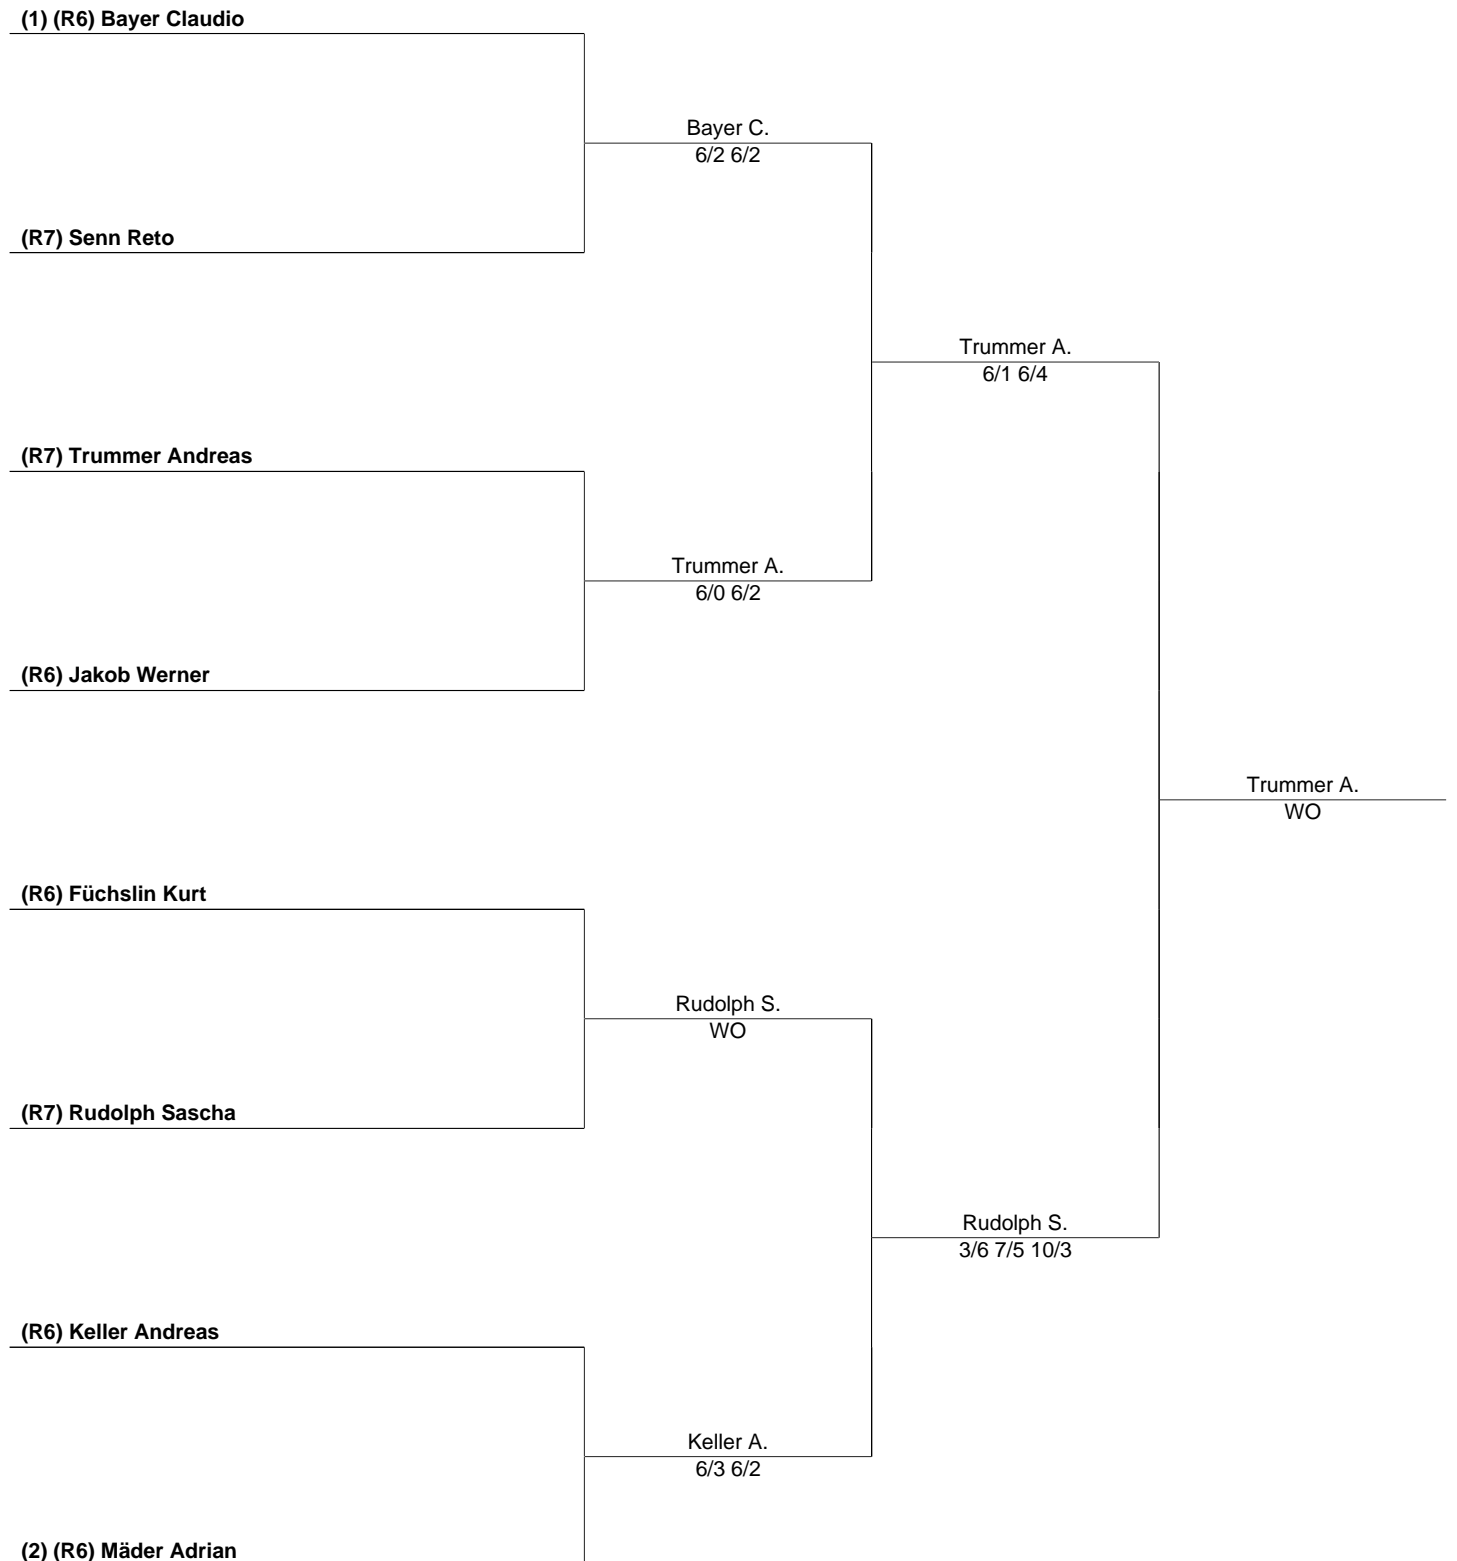 (1) (R6) Bayer Claudio
Bayer C.
6/2 6/2
(R7) Senn Reto
Trummer A.
6/1 6/4
(R7) Trummer Andreas
Trummer A.
6/0 6/2
(R6) Jakob Werner
Trummer A.
WO
(R6) Füchslin Kurt
Rudolph S.
WO
(R7) Rudolph Sascha
Rudolph S.
3/6 7/5 10/3
(R6) Keller Andreas
Keller A.
6/3 6/2
(2) (R6) Mäder Adrian